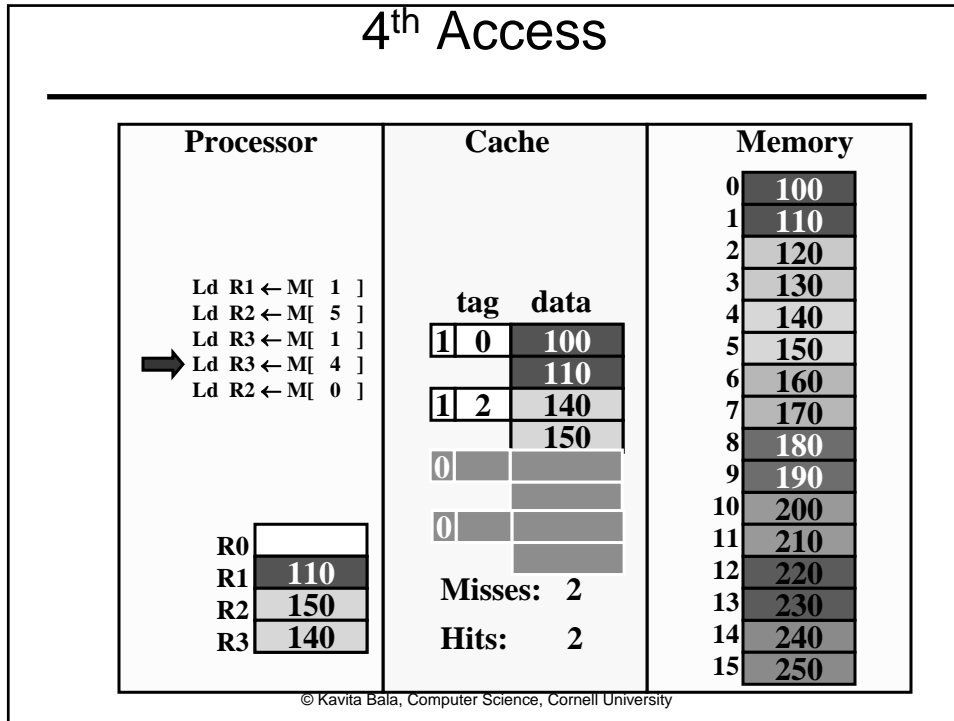 4th Access
Processor
Cache
Memory
Ld R1 ← M[ 1 ]
Ld R2 ← M[ 5 ]
Ld R3 ← M[ 1 ]
Ld R3 ← M[ 4 ]
Ld R2 ← M[ 0 ]
R0
R1 110
R2 150
R3 140
tag data
1 0 100
110
1 2 140
150
0
0
Misses: 2
Hits: 2
0 100
1 110
2 120
3 130
4 140
5 150
6 160
7 170
8 180
9 190
10 200
11 210
12 220
13 230
14 240
15 250
© Kavita Bala, Computer Science, Cornell University